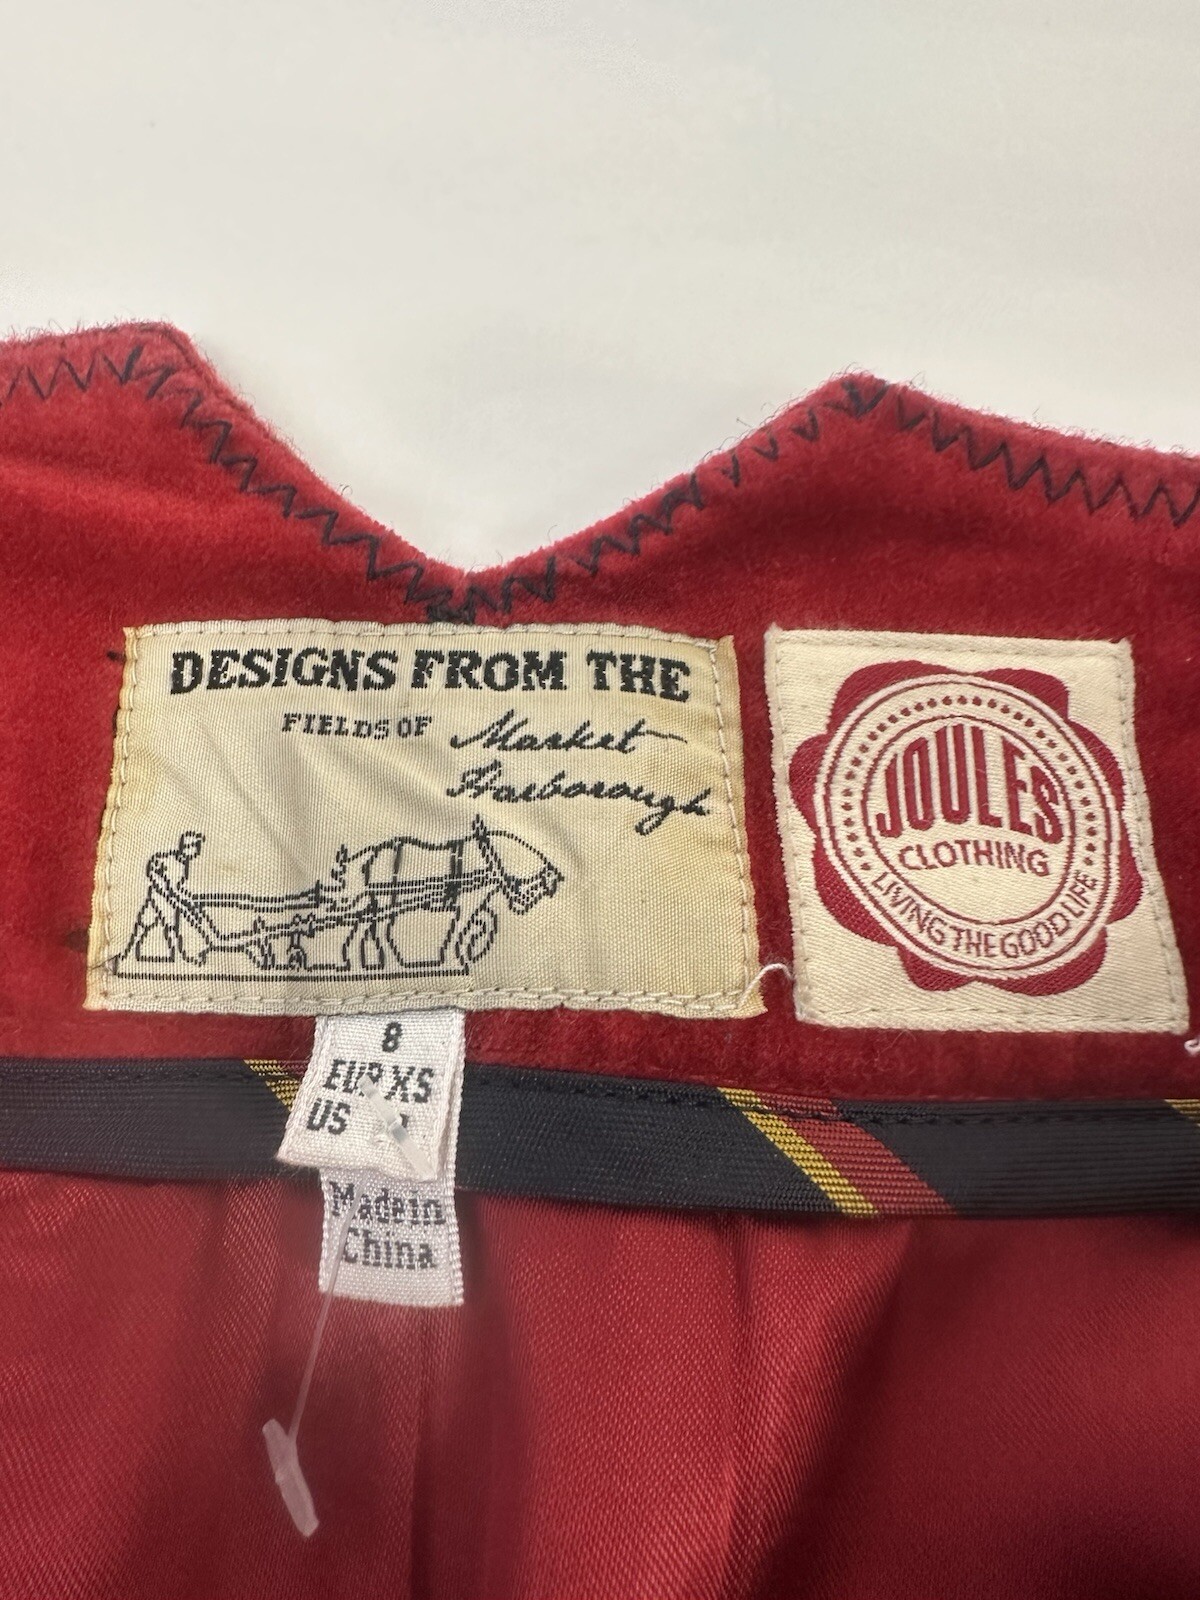 DESIGNS FROM THE
FIELDS OF Market
Harborough
JOULES
CLOTHING
LIVING THE GOOD LIFE
8
EUR XS
US
Made in
China